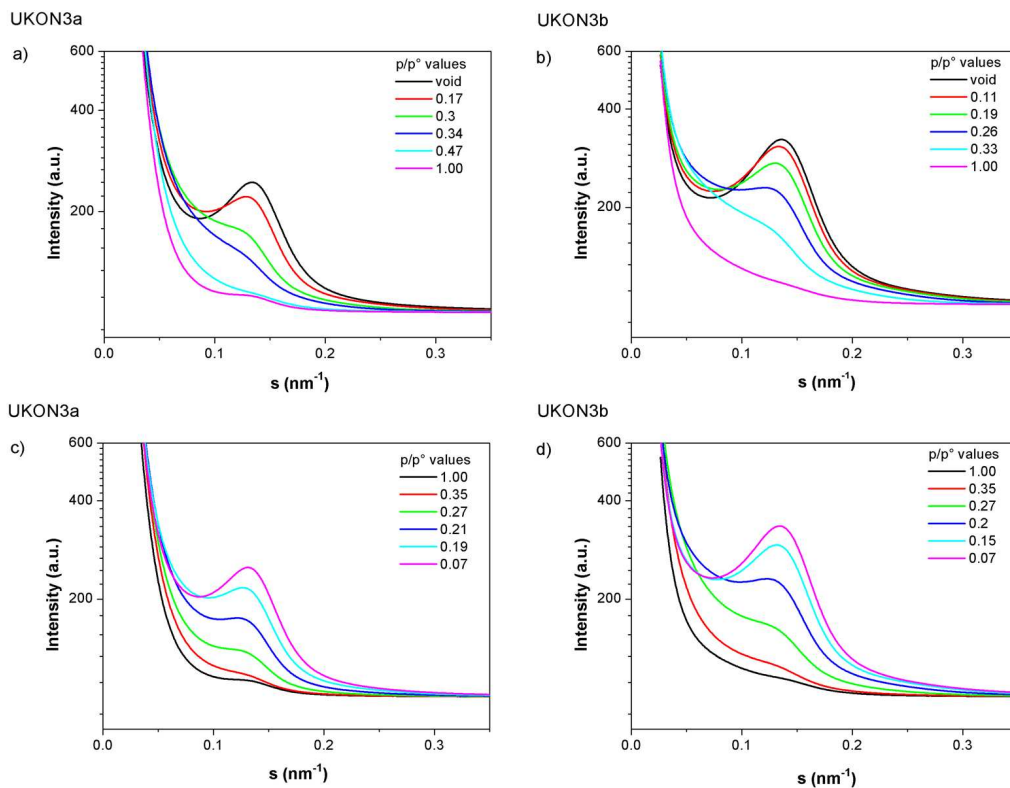 UKON3a
a)
600
400
200
Intensity (a.u.)
p/p° values
void
0.17
0.3
0.34
0.47
1.00
0.0
0.1
0.2
0.3
s (nm⁻¹)
UKON3b
b)
600
400
200
Intensity (a.u.)
p/p° values
void
0.11
0.19
0.26
0.33
1.00
0.0
0.1
0.2
0.3
s (nm⁻¹)
UKON3a
c)
600
400
200
Intensity (a.u.)
p/p° values
1.00
0.35
0.27
0.21
0.19
0.07
0.0
0.1
0.2
0.3
s (nm⁻¹)
UKON3b
d)
600
400
200
Intensity (a.u.)
p/p° values
1.00
0.35
0.27
0.2
0.15
0.07
0.0
0.1
0.2
0.3
s (nm⁻¹)